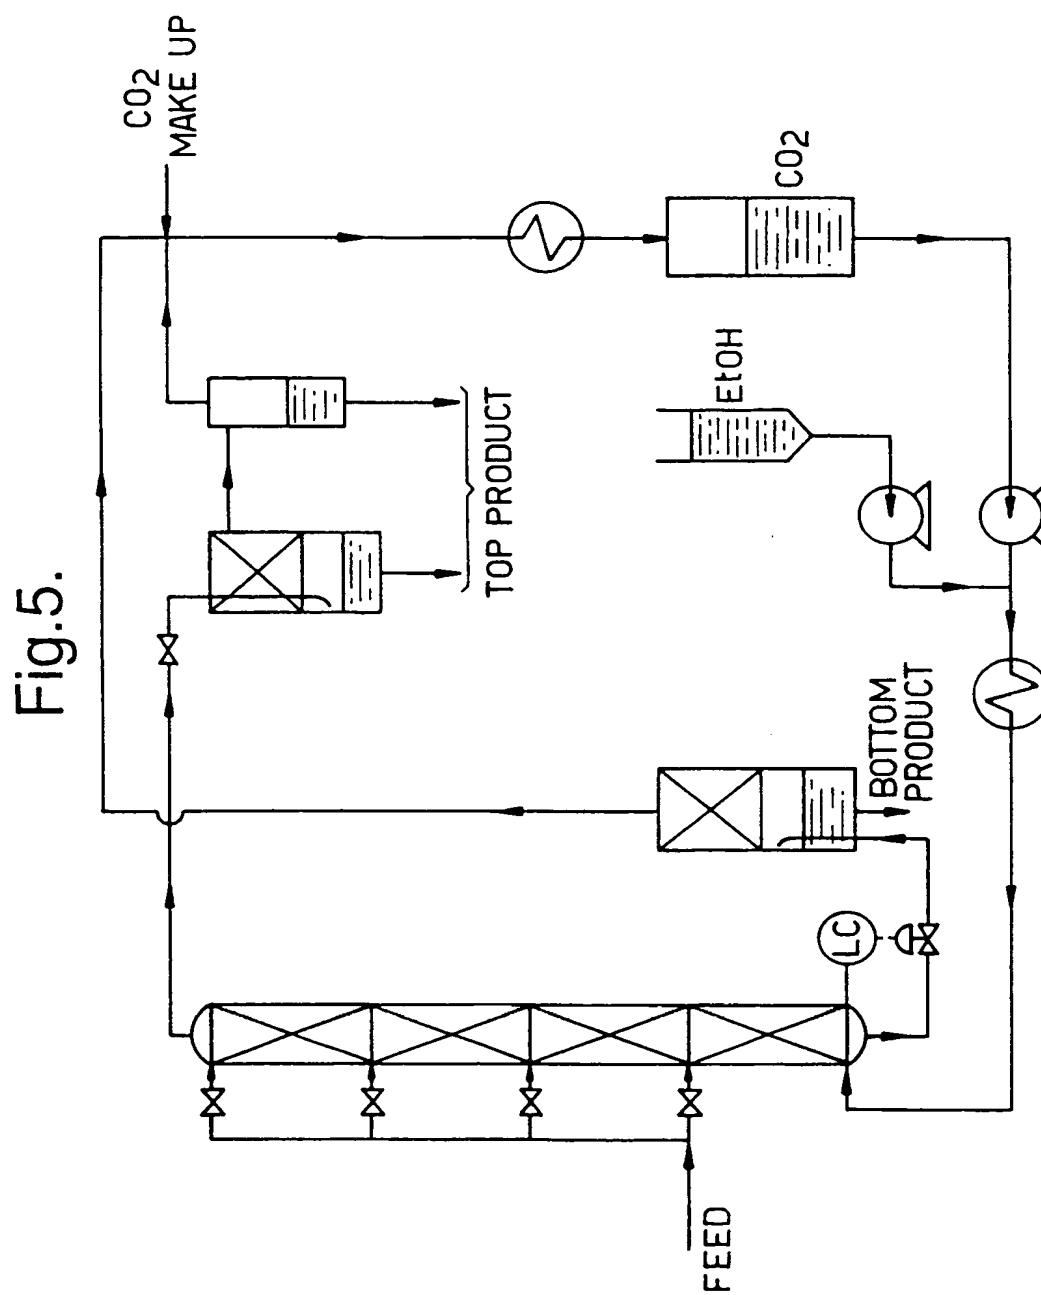 Fig.5.
CO2
MAKE UP
TOP PRODUCT
EtOH
CO2
BOTTOM
PRODUCT
LC
FEED